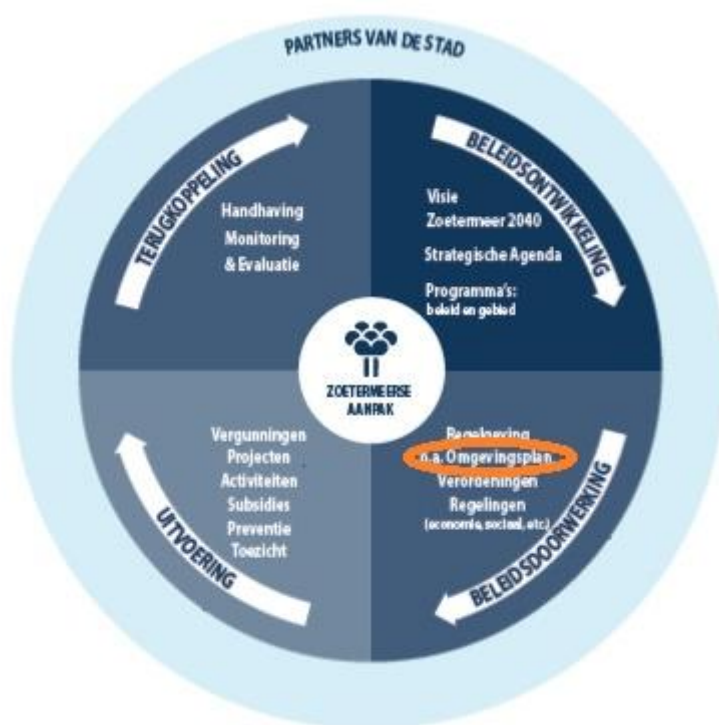 PARTNERS VAN DE STAD
TERUGKOPPELING
Handhaving
Monitoring
& Evaluatie
BELEIDSONTWIKKELING
Visie
Zoetermeer 2040
Strategische Agenda
Programma's:
beleid en gebied
ZOETERMEERSE
AANPAK
Regelgeving
o.a. Omgevingsplan
Verordeningen
Regelingen
(economie, sociaal, etc.)
BELEIDSDOORWERKING
Vergunningen
Projecten
Activiteiten
Subsidies
Preventie
Toezicht
UITVOERING